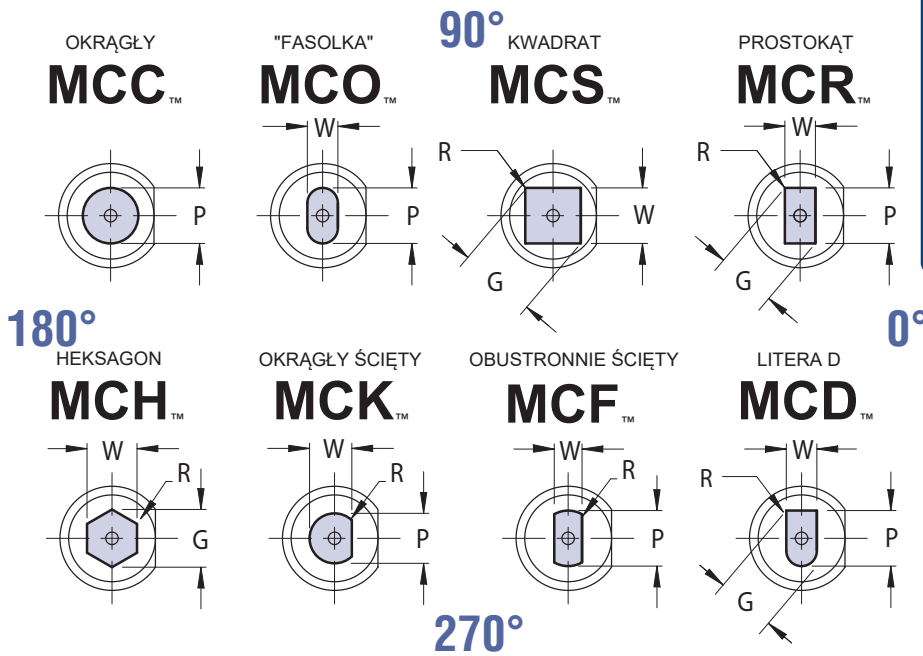 90°
OKRĄGŁY
"FASOLKA"
KWADRAT
PROSTOKĄT
MCC™
MCO™
MCS™
MCR™
W
W
R
R
P
P
W
P
G
G
180°
0°
HEKSAGON
OKRĄGŁY ŚCIĘTY
OBUSTRONNIE ŚCIĘTY
LITERA D
MCH™
MCK™
MCF™
MCD™
W
W
W
W
R
R
R
R
G
P
P
P
G
270°